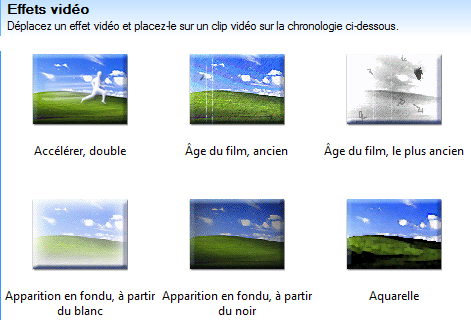 Effets vidéo
Déplacez un effet vidéo et placez-le sur un clip vidéo sur la chronologie ci-dessous.
Accélérer, double
Âge du film, ancien
Âge du film, le plus ancien
Apparition en fondu, à partir
du blanc
Apparition en fondu, à partir
du noir
Aquarelle